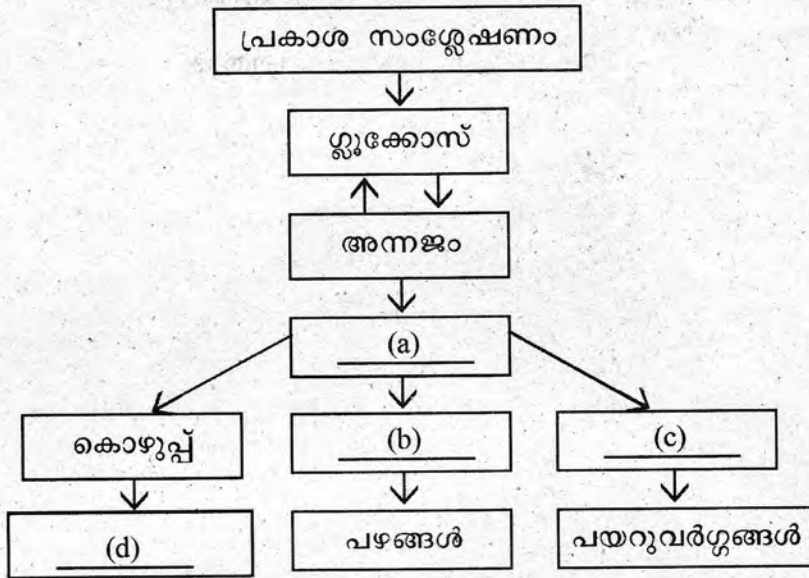 പ്രകാശ സംശ്ലേഷണം
ഗ്ലൂക്കോസ്
അന്നജം
(a)
കൊഴുപ്പ്
(b)
(c)
(d)
പഴങ്ങൾ
പയറുവർഗ്ഗങ്ങൾ